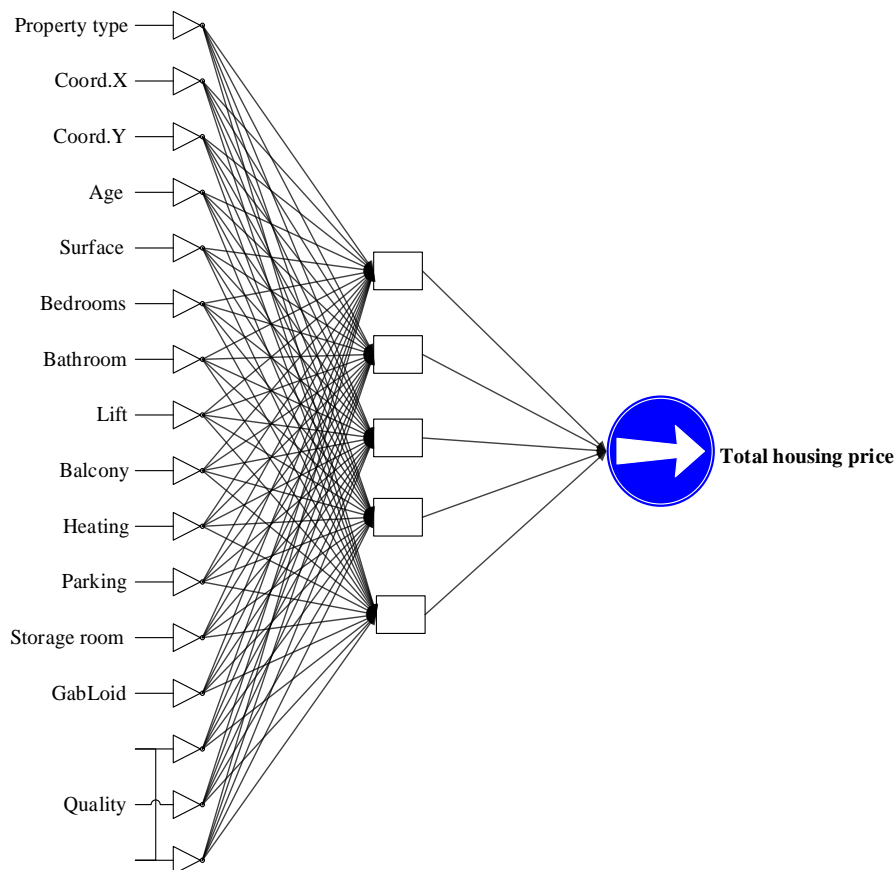 Property type
Coord.X
Coord.Y
Age
Surface
Bedrooms
Bathroom
Lift
Balcony
Heating
Parking
Storage room
GabLoid
Quality
Total housing price